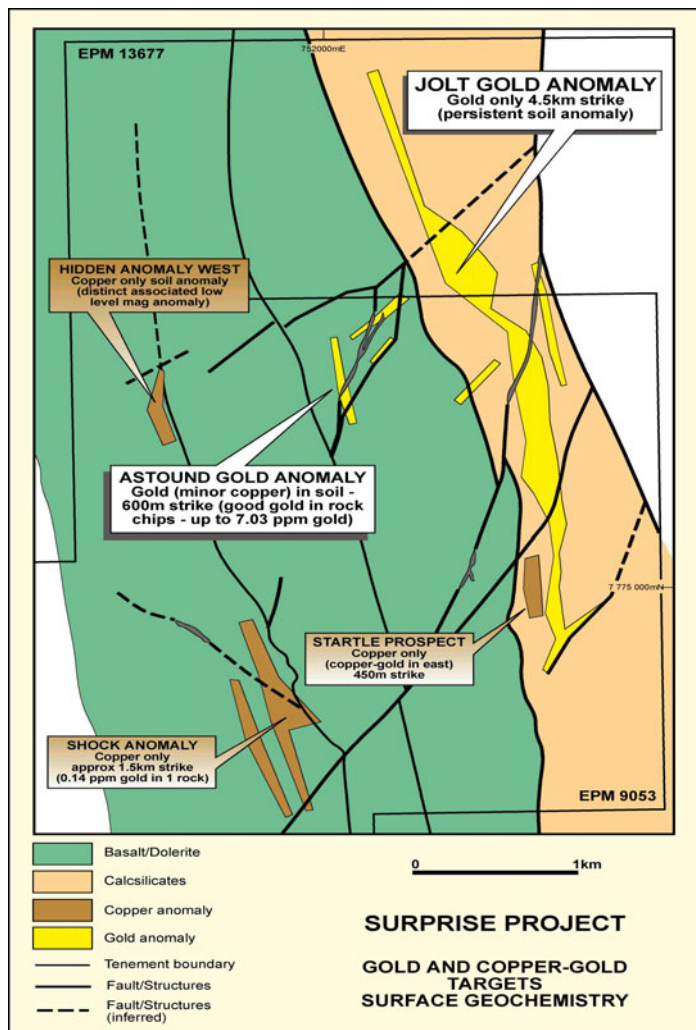 EPM 13677
752000mE
JOLT GOLD ANOMALY
Gold only 4.5km strike
(persistent soil anomaly)
HIDDEN ANOMALY WEST
Copper only soil anomaly
(distinct associated low
level mag anomaly)
ASTOUND GOLD ANOMALY
Gold (minor copper) in soil -
600m strike (good gold in rock
chips - up to 7.03 ppm gold)
7 775 000mN
STARTLE PROSPECT
Copper only
(copper-gold in east)
450m strike
SHOCK ANOMALY
Copper only
approx 1.5km strike
(0.14 ppm gold in 1 rock)
EPM 9053
Basalt/Dolerite
Calcsilicates
Copper anomaly
Gold anomaly
Tenement boundary
Fault/Structures
Fault/Structures
(inferred)
0 1km
SURPRISE PROJECT
GOLD AND COPPER-GOLD
TARGETS
SURFACE GEOCHEMISTRY